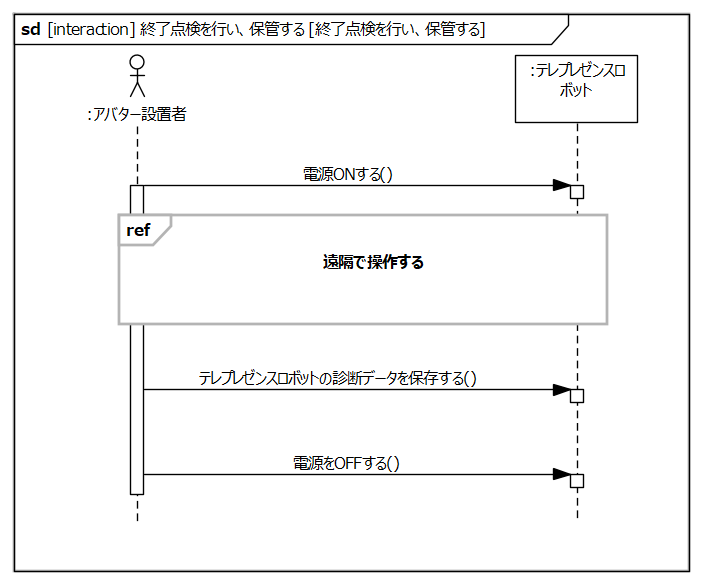 sd [interaction] 終了点検を行い、保管する [終了点検を行い、保管する]
:アバター設置者
:テレプレゼンスロ
ボット
電源ONする()
ref
遠隔で操作する
テレプレゼンスロボットの診断データを保存する()
電源をOFFする()